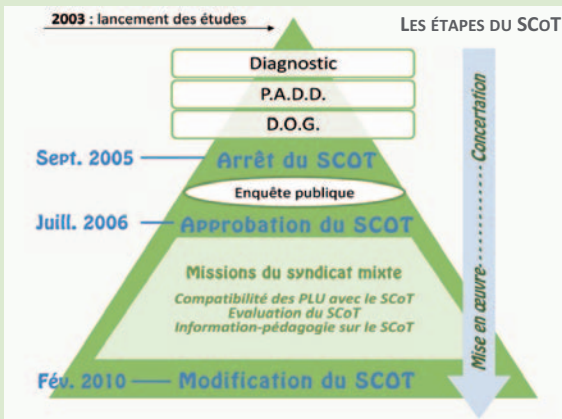 2003 : lancement des études
LES ÉTAPES DU SCOT
Diagnostic
P.A.D.D.
D.O.G.
Sept. 2005 Arrêt du SCOT
Enquête publique
Juill. 2006 Approbation du SCOT
Missions du syndicat mixte
Compatibilité des PLU avec le SCoT
Evaluation du SCoT
Information-pédagogie sur le SCoT
Fév. 2010 Modification du SCOT
Concertation
Mise en œuvre